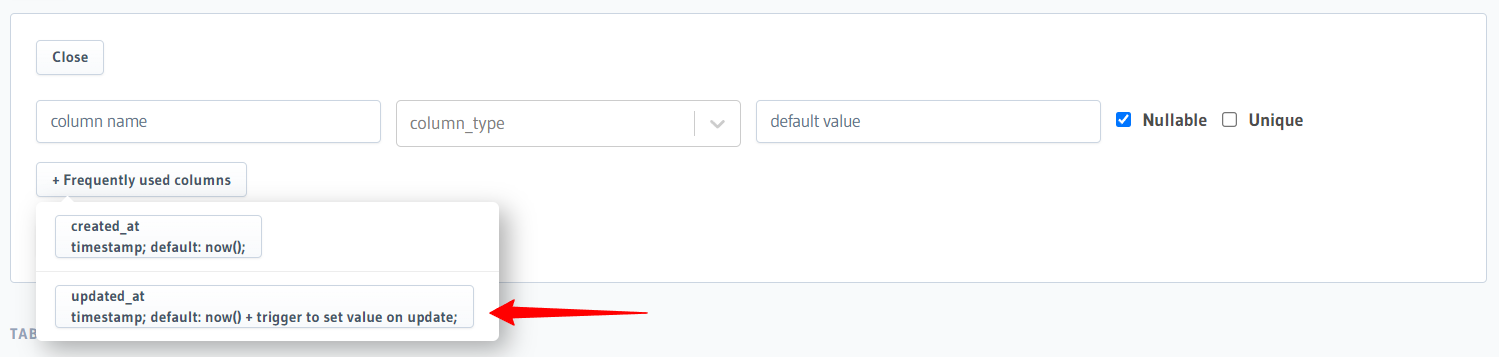 Close
column name
column_type
default value
Nullable
Unique
+ Frequently used columns
created_at
timestamp; default: now();
updated_at
timestamp; default: now() + trigger to set value on update;
TAB